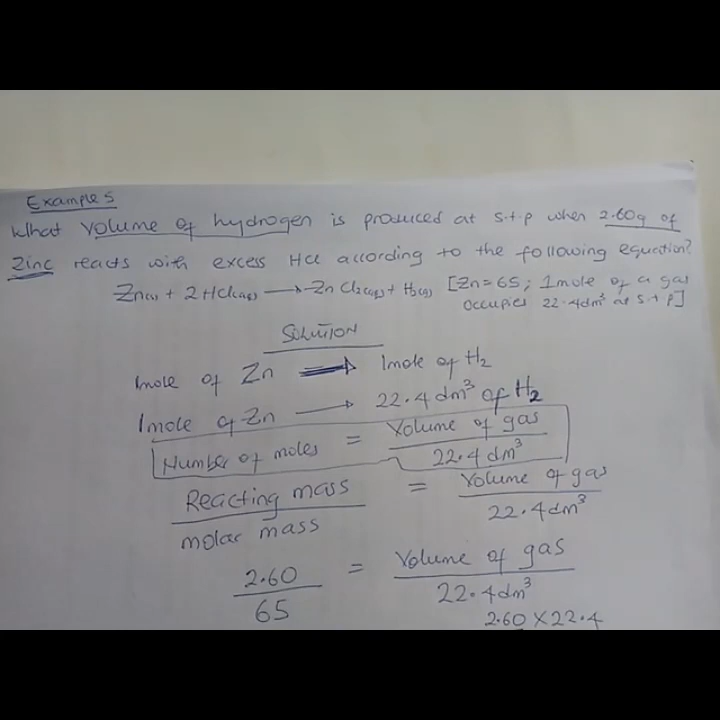 Example 5
What volume of hydrogen is produced at s.t.p when 2.60g of
Zinc reacts with excess HCl according to the following equation?
Zn(s) + 2HCl(aq) → ZnCl2(aq) + H2(g) [Zn=65; 1mole of a gas
occupies 22.4dm³ at s.t.p]
SOLUTION
1mole of Zn ⟹ 1mole of H2
1mole of Zn → 22.4dm³ of H2
Number of moles = Volume of gas / 22.4dm³
Reacting mass / molar mass = Volume of gas / 22.4dm³
2.60 / 65 = Volume of gas / 22.4dm³
2.60 X 22.4